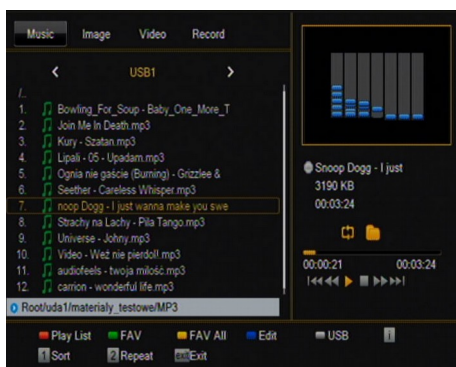 Music Image Video Record
USB1
/..
1. Bowling_For_Soup - Baby_One_More_T
2. Join Me In Death.mp3
3. Kury - Szatan.mp3
4. Lipali - 05 - Upadam.mp3
5. Ognia nie gaście (Burning) - Grizzlee &
6. Seether - Careless Whisper.mp3
7. noop Dogg - I just wanna make you swe
8. Strachy na Lachy - Pila Tango.mp3
9. Universe - Johny.mp3
10. Video - Weź nie pierdol!.mp3
11. audiofeels - twoja milość.mp3
12. carrion - wonderful life.mp3
Root/uda1/materialy_testowe/MP3
Snoop Dogg - I just
3190 KB
00:03:24
00:00:21 00:03:24
Play List FAV FAV All Edit USB i
1 Sort 2 Repeat exit Exit